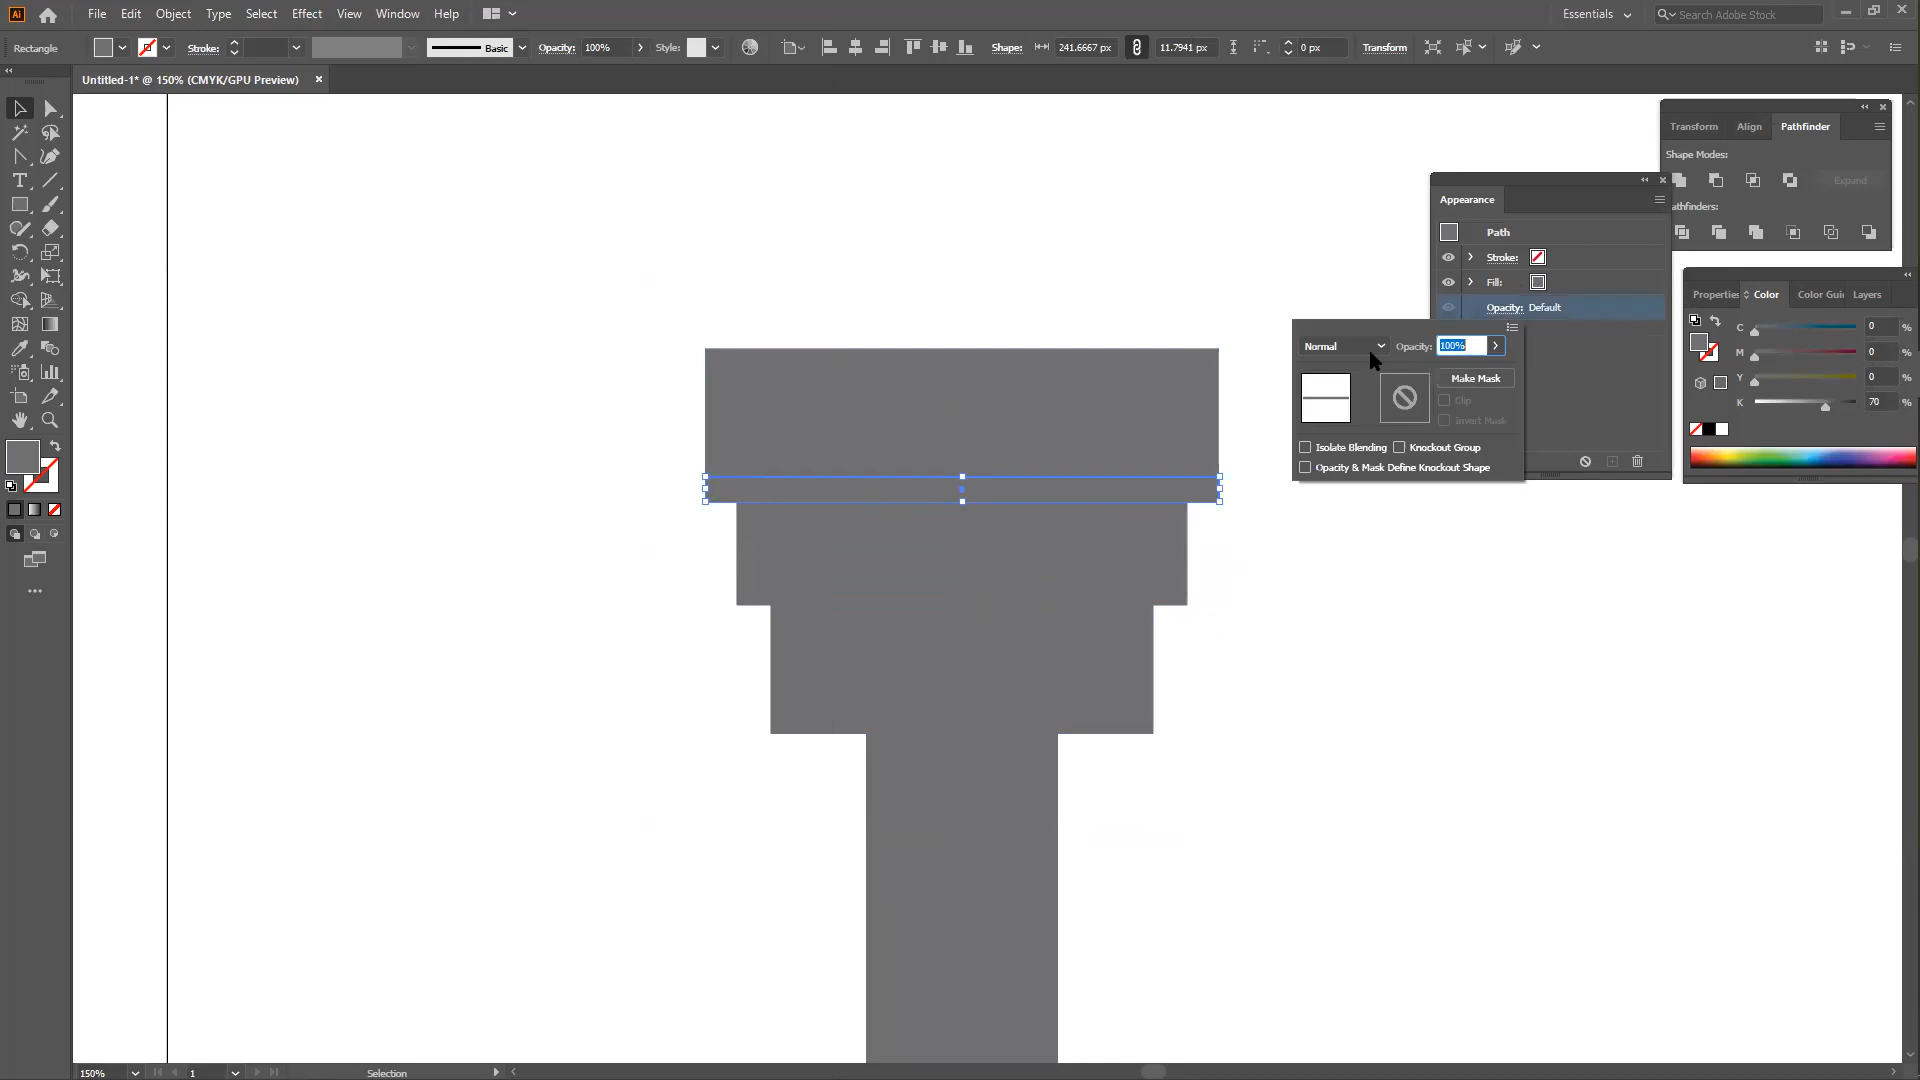 Ai File Edit Object Type Select Effect View Window Help Essentials Search Adobe Stock
Rectangle Stroke: Basic Opacity: 100% Style: Shape: 241.6667 px 11.7941 px 0 px Transform
Untitled-1* @ 150% (CMYK/GPU Preview)
Transform Align Pathfinder
Shape Modes:
Expand
athfinders:
Appearance
Path
Stroke:
Fill:
Opacity: Default
Normal Opacity: 100%
Make Mask
Clip
Invert Mask
Isolate Blending Knockout Group
Opacity & Mask Define Knockout Shape
Properties Color Color Guid Layers
C 0 %
M 0 %
Y 0 %
K 70 %
T
150% 1 Selection